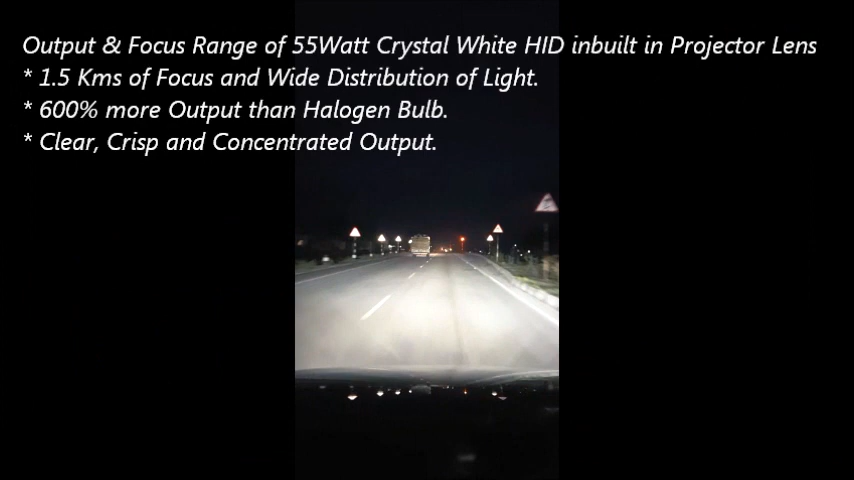 Output & Focus Range of 55Watt Crystal White HID inbuilt in Projector Lens
* 1.5 Kms of Focus and Wide Distribution of Light.
* 600% more Output than Halogen Bulb.
* Clear, Crisp and Concentrated Output.